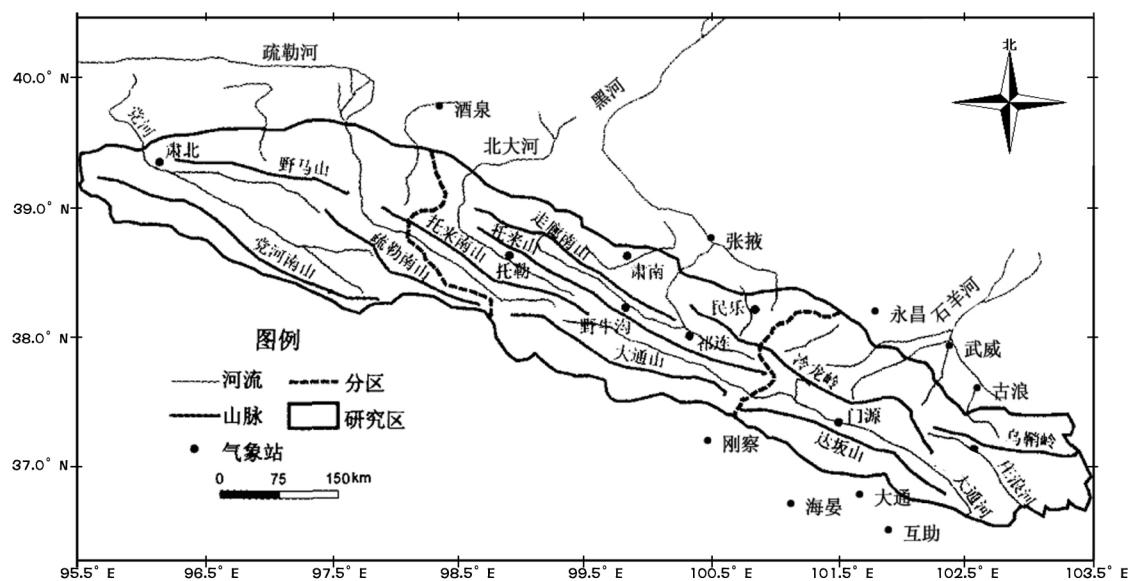 北
疏勒河
40.0° N
黑河
酒泉
党河
北大河
肃北
野马山
39.0° N
走廊南山
托来山
托来南山
张掖
疏勒南山
党河南山
托勒
肃南
石羊河
民乐
永昌
野牛沟
38.0° N
祁连
武威
图例
大通山
冷龙岭
河流
分区
古浪
山脉
研究区
门源
乌鞘岭
气象站
刚察
达坂山
37.0° N
0 75 150 km
庄浪河
大通河
海晏
大通
互助
95.5° E 96.5° E 97.5° E 98.5° E 99.5° E 100.5° E 101.5° E 102.5° E 103.5° E